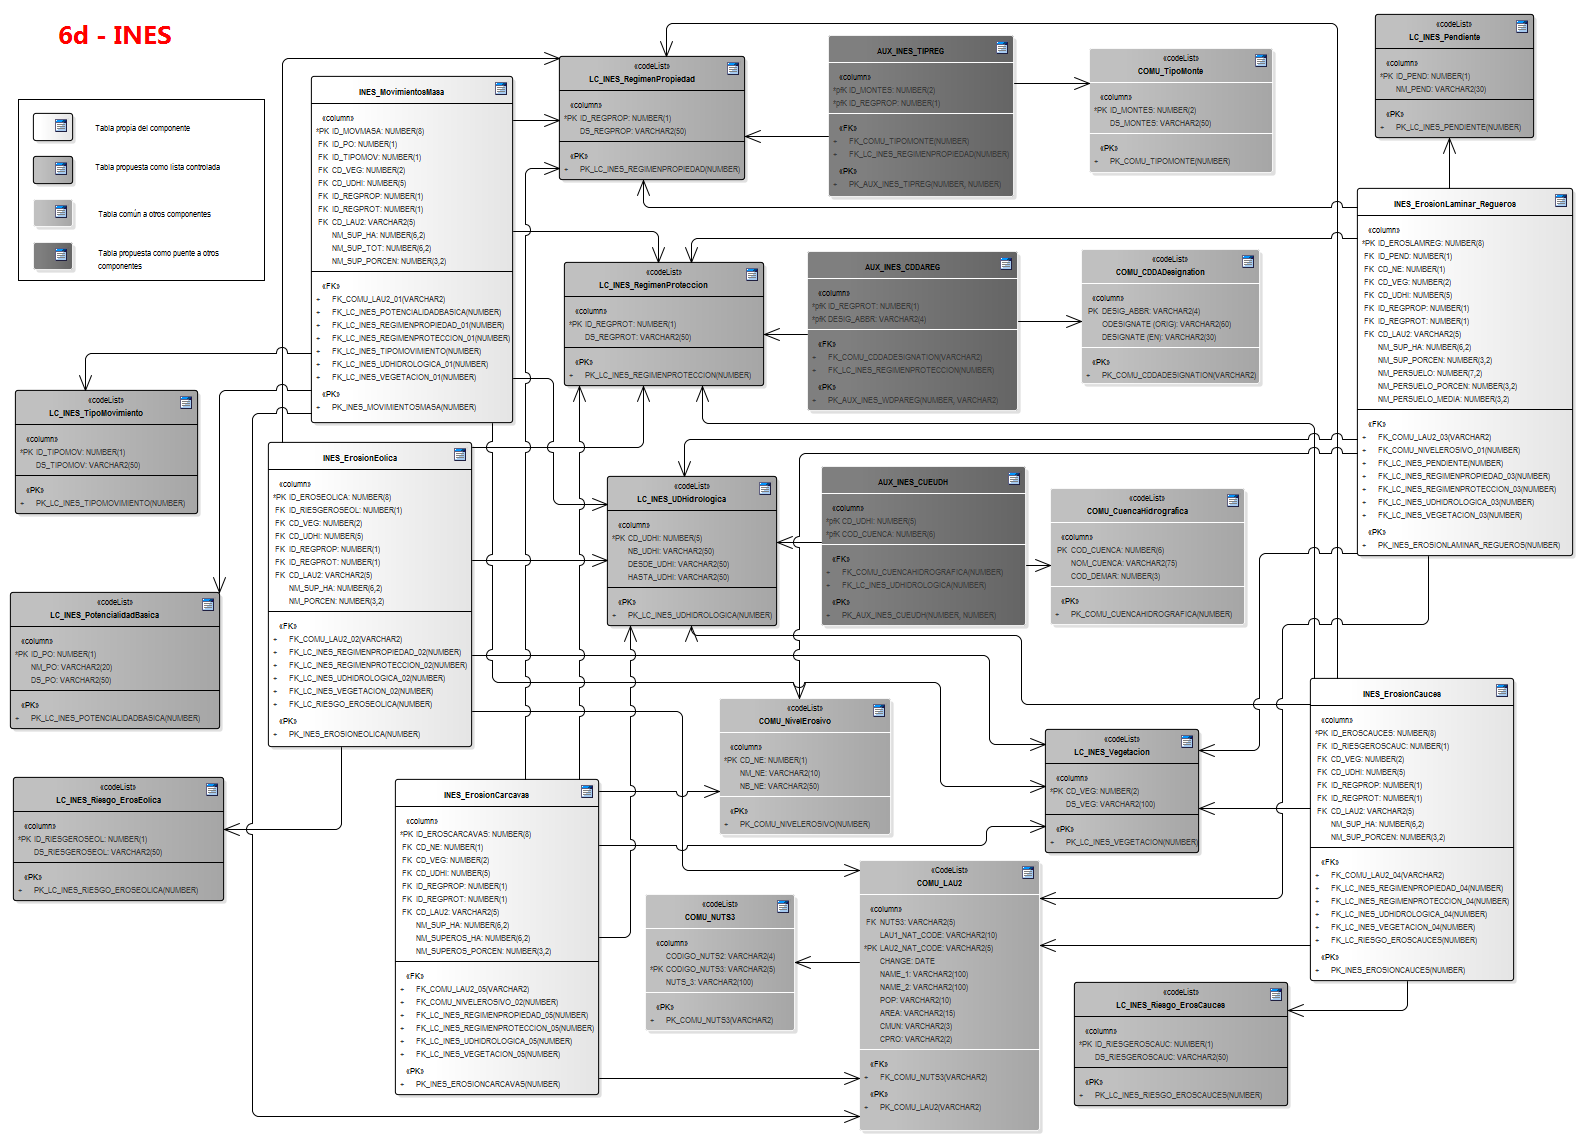 6d - INES
Tabla propia del componente
Tabla propuesta como lista controlada
Tabla común a otros componentes
Tabla propuesta como puente a otros
componentes
INES_MovimientosMasa
«column»
*PK ID_MOVMASA: NUMBER(8)
FK ID_PO: NUMBER(1)
FK ID_TIPOMOV: NUMBER(1)
FK CD_VEG: NUMBER(2)
FK CD_UDHI: NUMBER(5)
FK ID_REGPROP: NUMBER(1)
FK ID_REGPROT: NUMBER(1)
FK CD_LAU2: VARCHAR2(5)
NM_SUP_HA: NUMBER(6,2)
NM_SUP_TOT: NUMBER(6,2)
NM_SUP_PORCEN: NUMBER(3,2)
«FK»
+ FK_COMU_LAU2_01(VARCHAR2)
+ FK_LC_INES_POTENCIALIDADBASICA(NUMBER)
+ FK_LC_INES_REGIMENPROPIEDAD_01(NUMBER)
+ FK_LC_INES_REGIMENPROTECCION_01(NUMBER)
+ FK_LC_INES_TIPOMOVIMIENTO(NUMBER)
+ FK_LC_INES_UDHIDROLOGICA_01(NUMBER)
+ FK_LC_INES_VEGETACION_01(NUMBER)
«PK»
+ PK_INES_MOVIMIENTOSMASA(NUMBER)
«codeList»
LC_INES_RegimenPropiedad
«column»
*PK ID_REGPROP: NUMBER(1)
DS_REGPROP: VARCHAR2(50)
«PK»
+ PK_LC_INES_REGIMENPROPIEDAD(NUMBER)
AUX_INES_TIPREG
«column»
*pfK ID_MONTES: NUMBER(2)
*pfK ID_REGPROP: NUMBER(1)
«FK»
+ FK_COMU_TIPOMONTE(NUMBER)
+ FK_LC_INES_REGIMENPROPIEDAD(NUMBER)
«PK»
+ PK_AUX_INES_TIPREG(NUMBER, NUMBER)
«codeList»
COMU_TipoMonte
«column»
*PK ID_MONTES: NUMBER(2)
DS_MONTES: VARCHAR2(50)
«PK»
+ PK_COMU_TIPOMONTE(NUMBER)
«codeList»
LC_INES_Pendiente
«column»
*PK ID_PEND: NUMBER(1)
NM_PEND: VARCHAR2(30)
«PK»
+ PK_LC_INES_PENDIENTE(NUMBER)
INES_ErosionLaminar_Regueros
«column»
*PK ID_EROSLAMREG: NUMBER(8)
FK ID_PEND: NUMBER(1)
FK CD_NE: NUMBER(1)
FK CD_VEG: NUMBER(2)
FK CD_UDHI: NUMBER(5)
FK ID_REGPROP: NUMBER(1)
FK ID_REGPROT: NUMBER(1)
FK CD_LAU2: VARCHAR2(5)
NM_SUP_HA: NUMBER(6,2)
NM_SUP_PORCEN: NUMBER(3,2)
NM_PERSUELO: NUMBER(7,2)
NM_PERSUELO_PORCEN: NUMBER(3,2)
NM_PERSUELO_MEDIA: NUMBER(3,2)
«FK»
+ FK_COMU_LAU2_03(VARCHAR2)
+ FK_COMU_NIVELEROSIVO_01(NUMBER)
+ FK_LC_INES_PENDIENTE(NUMBER)
+ FK_LC_INES_REGIMENPROPIEDAD_03(NUMBER)
+ FK_LC_INES_REGIMENPROTECCION_03(NUMBER)
+ FK_LC_INES_UDHIDROLOGICA_03(NUMBER)
+ FK_LC_INES_VEGETACION_03(NUMBER)
«PK»
+ PK_INES_EROSIONLAMINAR_REGUEROS(NUMBER)
«codeList»
LC_INES_RegimenProteccion
«column»
*PK ID_REGPROT: NUMBER(1)
DS_REGPROT: VARCHAR2(50)
«PK»
+ PK_LC_INES_REGIMENPROTECCION(NUMBER)
AUX_INES_CDDAREG
«column»
*pfK ID_REGPROT: NUMBER(1)
*pfK DESIG_ABBR: VARCHAR2(4)
«FK»
+ FK_COMU_CDDADESIGNATION(VARCHAR2)
+ FK_LC_INES_REGIMENPROTECCION(NUMBER)
«PK»
+ PK_AUX_INES_WDPAREG(NUMBER, VARCHAR2)
«codeList»
COMU_CDDADesignation
«column»
PK DESIG_ABBR: VARCHAR2(4)
ODESIGNATE (ORIG): VARCHAR2(60)
DESIGNATE (EN): VARCHAR2(30)
«PK»
+ PK_COMU_CDDADESIGNATION(VARCHAR2)
«codeList»
LC_INES_TipoMovimiento
«column»
*PK ID_TIPOMOV: NUMBER(1)
DS_TIPOMOV: VARCHAR2(50)
«PK»
+ PK_LC_INES_TIPOMOVIMIENTO(NUMBER)
INES_ErosionEolica
«column»
*PK ID_EROSEOLICA: NUMBER(8)
FK ID_RIESGEROSEOL: NUMBER(1)
FK CD_VEG: NUMBER(2)
FK CD_UDHI: NUMBER(5)
FK ID_REGPROP: NUMBER(1)
FK ID_REGPROT: NUMBER(1)
FK CD_LAU2: VARCHAR2(5)
NM_SUP_HA: NUMBER(6,2)
NM_PORCEN: NUMBER(3,2)
«FK»
+ FK_COMU_LAU2_02(VARCHAR2)
+ FK_LC_INES_REGIMENPROPIEDAD_02(NUMBER)
+ FK_LC_INES_REGIMENPROTECCION_02(NUMBER)
+ FK_LC_INES_UDHIDROLOGICA_02(NUMBER)
+ FK_LC_INES_VEGETACION_02(NUMBER)
+ FK_LC_RIESGO_EROSEOLICA(NUMBER)
«PK»
+ PK_INES_EROSIONEOLICA(NUMBER)
«codeList»
LC_INES_UDHidrologica
«column»
*PK CD_UDHI: NUMBER(5)
NB_UDHI: VARCHAR2(50)
DESDE_UDHI: VARCHAR2(50)
HASTA_UDHI: VARCHAR2(50)
«PK»
+ PK_LC_INES_UDHIDROLOGICA(NUMBER)
AUX_INES_CUEUDH
«column»
*pfK CD_UDHI: NUMBER(5)
*pfK COD_CUENCA: NUMBER(6)
«FK»
+ FK_COMU_CUENCAHIDROGRAFICA(NUMBER)
+ FK_LC_INES_UDHIDROLOGICA(NUMBER)
«PK»
+ PK_AUX_INES_CUEUDH(NUMBER, NUMBER)
«codeList»
COMU_CuencaHidrografica
«column»
PK COD_CUENCA: NUMBER(6)
NOM_CUENCA: VARCHAR2(75)
COD_DEMAR: NUMBER(3)
«PK»
+ PK_COMU_CUENCAHIDROGRAFICA(NUMBER)
«codeList»
LC_INES_PotencialidadBasica
«column»
*PK ID_PO: NUMBER(1)
NM_PO: VARCHAR2(20)
DS_PO: VARCHAR2(50)
«PK»
+ PK_LC_INES_POTENCIALIDADBASICA(NUMBER)
«codeList»
COMU_NivelErosivo
«column»
*PK CD_NE: NUMBER(1)
NM_NE: VARCHAR2(10)
NB_NE: VARCHAR2(50)
«PK»
+ PK_COMU_NIVELEROSIVO(NUMBER)
«codeList»
LC_INES_Vegetacion
«column»
*PK CD_VEG: NUMBER(2)
DS_VEG: VARCHAR2(100)
«PK»
+ PK_LC_INES_VEGETACION(NUMBER)
INES_ErosionCauces
«column»
*PK ID_EROSCAUCES: NUMBER(8)
FK ID_RIESGEROSCAUC: NUMBER(1)
FK CD_VEG: NUMBER(2)
FK CD_UDHI: NUMBER(5)
FK ID_REGPROP: NUMBER(1)
FK ID_REGPROT: NUMBER(1)
FK CD_LAU2: VARCHAR2(5)
NM_SUP_HA: NUMBER(6,2)
NM_SUP_PORCEN: NUMBER(3,2)
«FK»
+ FK_COMU_LAU2_04(VARCHAR2)
+ FK_LC_INES_REGIMENPROPIEDAD_04(NUMBER)
+ FK_LC_INES_REGIMENPROTECCION_04(NUMBER)
+ FK_LC_INES_UDHIDROLOGICA_04(NUMBER)
+ FK_LC_INES_VEGETACION_04(NUMBER)
+ FK_LC_RIESGO_EROSCAUCES(NUMBER)
«PK»
+ PK_INES_EROSIONCAUCES(NUMBER)
«codeList»
LC_INES_Riesgo_ErosEolica
«column»
*PK ID_RIESGEROSEOL: NUMBER(1)
DS_RIESGEROSEOL: VARCHAR2(50)
«PK»
+ PK_LC_INES_RIESGO_EROSEOLICA(NUMBER)
INES_ErosionCarcavas
«column»
*PK ID_EROSCARCAVAS: NUMBER(8)
FK CD_NE: NUMBER(1)
FK CD_VEG: NUMBER(2)
FK CD_UDHI: NUMBER(5)
FK ID_REGPROP: NUMBER(1)
FK ID_REGPROT: NUMBER(1)
FK CD_LAU2: VARCHAR2(5)
NM_SUP_HA: NUMBER(6,2)
NM_SUPEROS_HA: NUMBER(6,2)
NM_SUPEROS_PORCEN: NUMBER(3,2)
«FK»
+ FK_COMU_LAU2_05(VARCHAR2)
+ FK_COMU_NIVELEROSIVO_02(NUMBER)
+ FK_LC_INES_REGIMENPROPIEDAD_05(NUMBER)
+ FK_LC_INES_REGIMENPROTECCION_05(NUMBER)
+ FK_LC_INES_UDHIDROLOGICA_05(NUMBER)
+ FK_LC_INES_VEGETACION_05(NUMBER)
«PK»
+ PK_INES_EROSIONCARCAVAS(NUMBER)
«codeList»
COMU_NUTS3
«column»
CODIGO_NUTS2: VARCHAR2(4)
*PK CODIGO_NUTS3: VARCHAR2(5)
NUTS_3: VARCHAR2(100)
«PK»
+ PK_COMU_NUTS3(VARCHAR2)
«CodeList»
COMU_LAU2
«column»
FK NUTS3: VARCHAR2(5)
LAU1_NAT_CODE: VARCHAR2(10)
*PK LAU2_NAT_CODE: VARCHAR2(5)
CHANGE: DATE
NAME_1: VARCHAR2(100)
NAME_2: VARCHAR2(100)
POP: VARCHAR2(10)
AREA: VARCHAR2(15)
CMUN: VARCHAR2(3)
CPRO: VARCHAR2(2)
«FK»
+ FK_COMU_NUTS3(VARCHAR2)
«PK»
+ PK_COMU_LAU2(VARCHAR2)
«codeList»
LC_INES_Riesgo_ErosCauces
«column»
*PK ID_RIESGEROSCAUC: NUMBER(1)
DS_RIESGEROSCAUC: VARCHAR2(50)
«PK»
+ PK_LC_INES_RIESGO_EROSCAUCES(NUMBER)